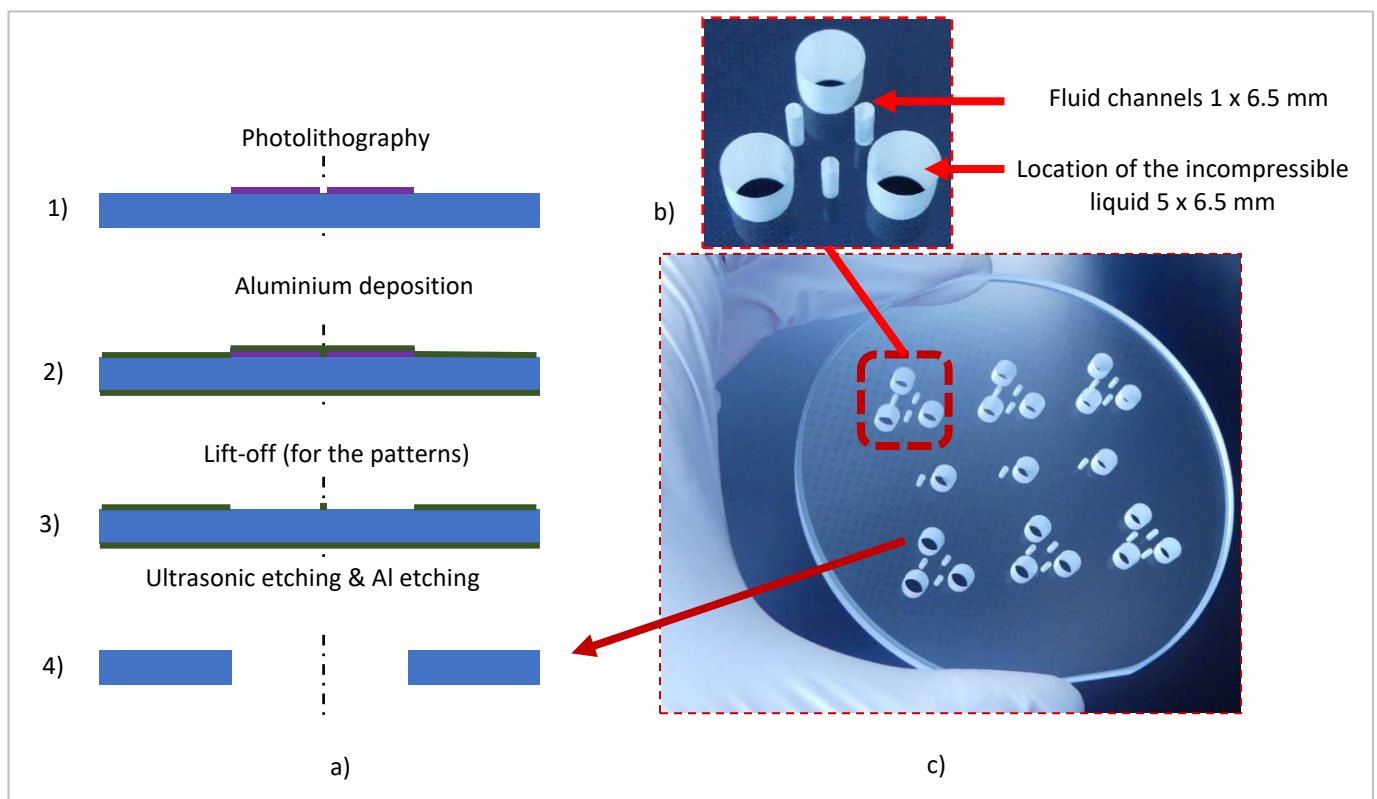 Photolithography
1)
Aluminium deposition
2)
Lift-off (for the patterns)
3)
Ultrasonic etching & Al etching
4)
a)
Fluid channels 1 x 6.5 mm
Location of the incompressible
liquid 5 x 6.5 mm
b)
c)